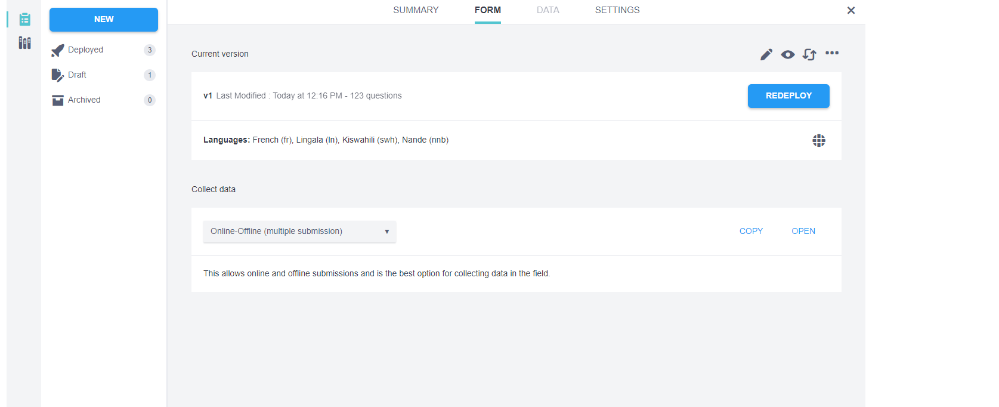 SUMMARY FORM DATA SETTINGS
NEW
Deployed 3
Draft 1
Archived 0
Current version
v1 Last Modified : Today at 12:16 PM - 123 questions
REDEPLOY
Languages: French (fr), Lingala (ln), Kiswahili (swh), Nande (nnb)
Collect data
Online-Offline (multiple submission)
COPY OPEN
This allows online and offline submissions and is the best option for collecting data in the field.